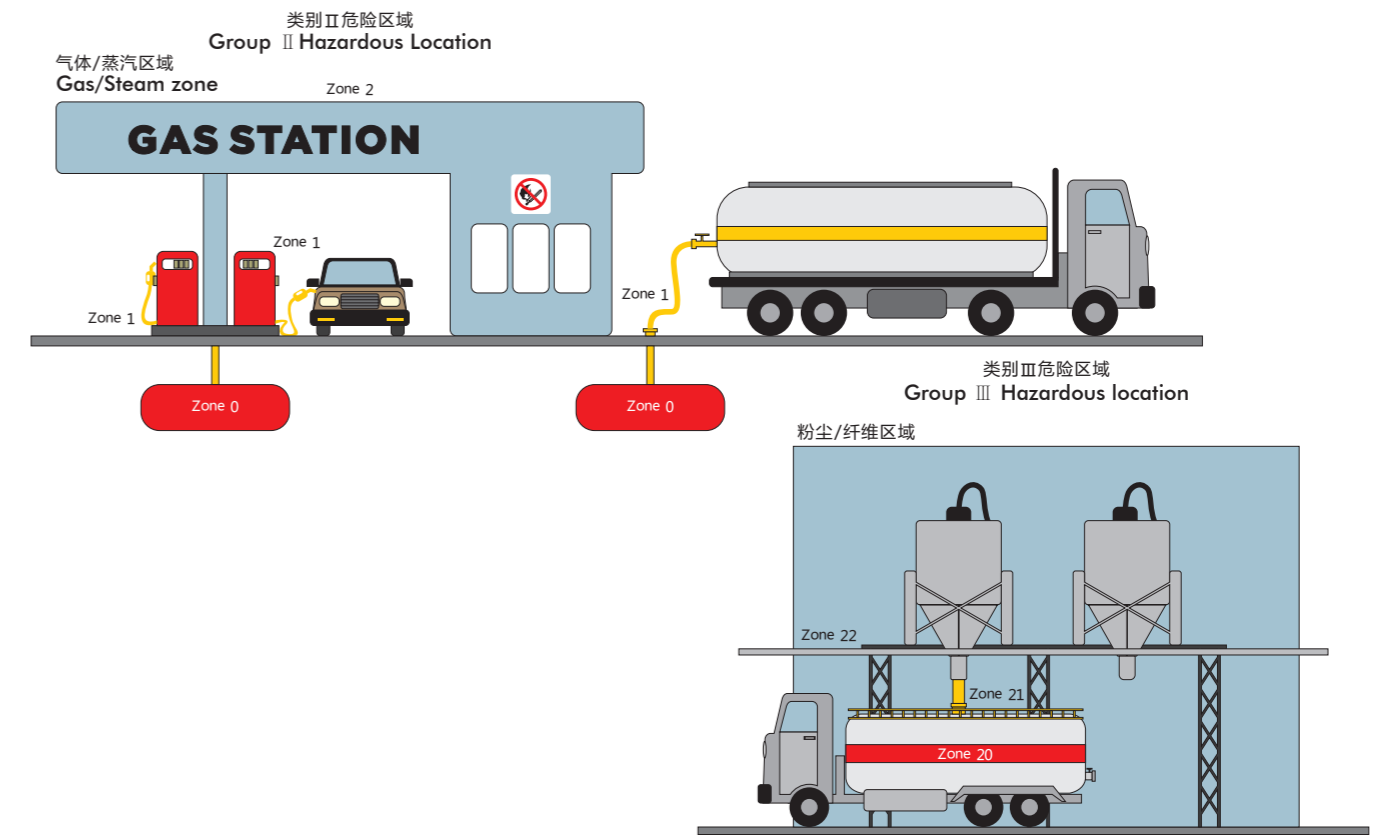 类别Ⅱ危险区域
Group Ⅱ Hazardous Location
气体/蒸汽区域
Gas/Steam zone
Zone 2
GAS STATION
Zone 1
Zone 1
Zone 1
Zone 0
Zone 0
类别Ⅲ危险区域
Group Ⅲ Hazardous location
粉尘/纤维区域
Zone 22
Zone 21
Zone 20